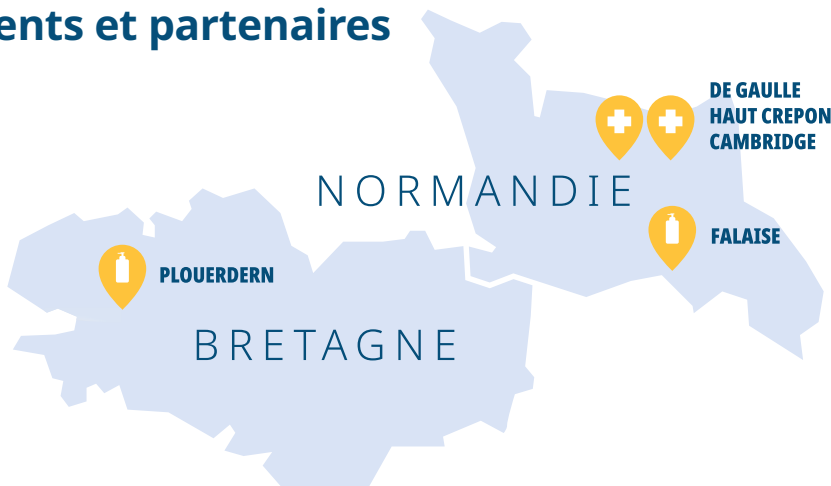 ents et partenaires
DE GAULLE
HAUT CREPON
CAMBRIDGE
NORMANDIE
FALAISE
PLOUERDERN
BRETAGNE